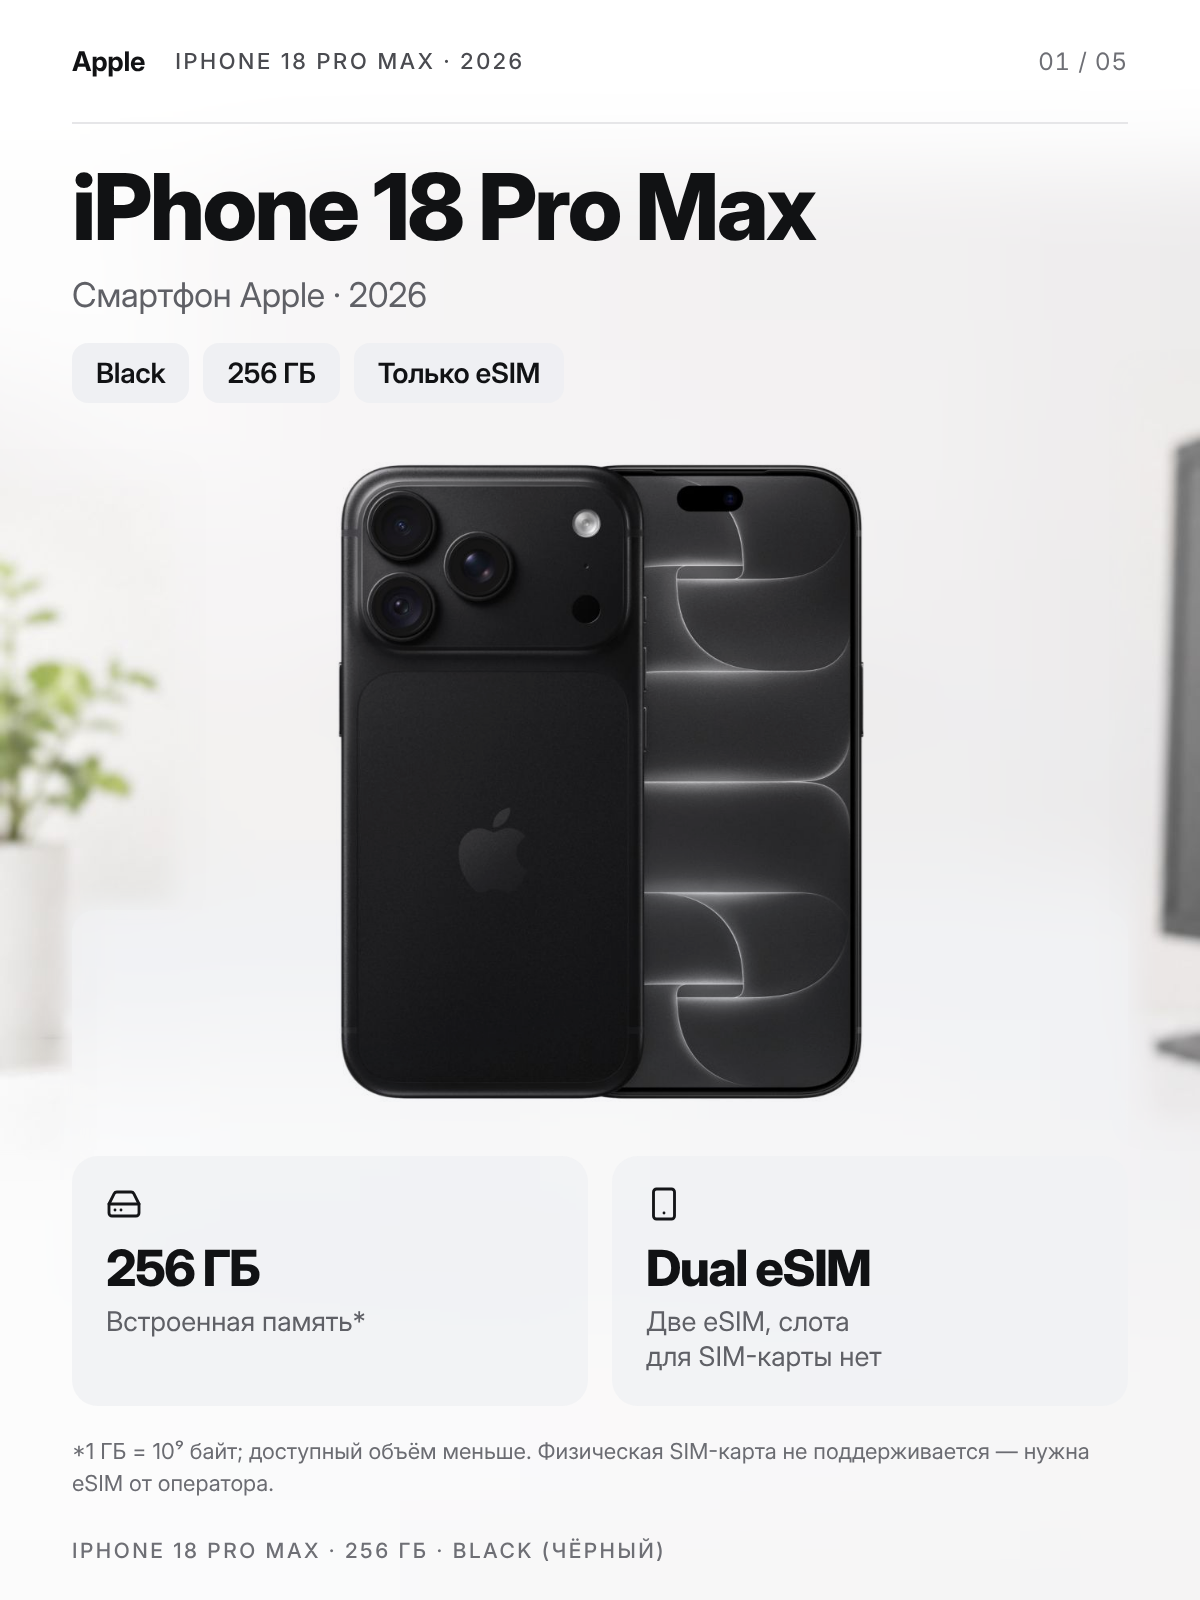 Apple IPHONE 18 PRO MAX · 2026 01 / 05
iPhone 18 Pro Max
Смартфон Apple · 2026
Black 256 ГБ Только eSIM
256 ГБ
Встроенная память*
Dual eSIM
Две eSIM, слота
для SIM-карты нет
*1 ГБ = 10⁹ байт; доступный объём меньше. Физическая SIM-карта не поддерживается — нужна
eSIM от оператора.
IPHONE 18 PRO MAX · 256 ГБ · BLACK (ЧЁРНЫЙ)